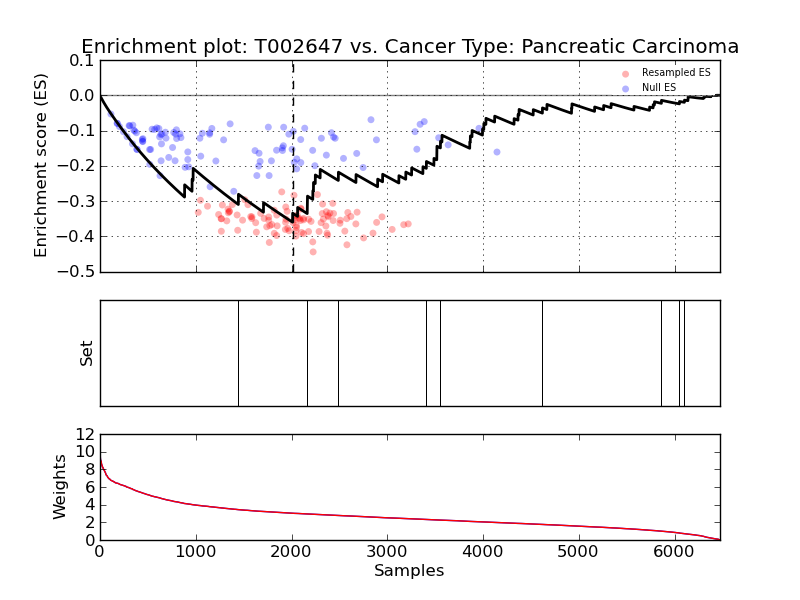 Enrichment plot: T002647 vs. Cancer Type: Pancreatic Carcinoma
Enrichment score (ES)
0.1
0.0
−0.1
−0.2
−0.3
−0.4
−0.5
Resampled ES
Null ES
Set
Weights
12
10
8
6
4
2
0
0 1000 2000 3000 4000 5000 6000
Samples